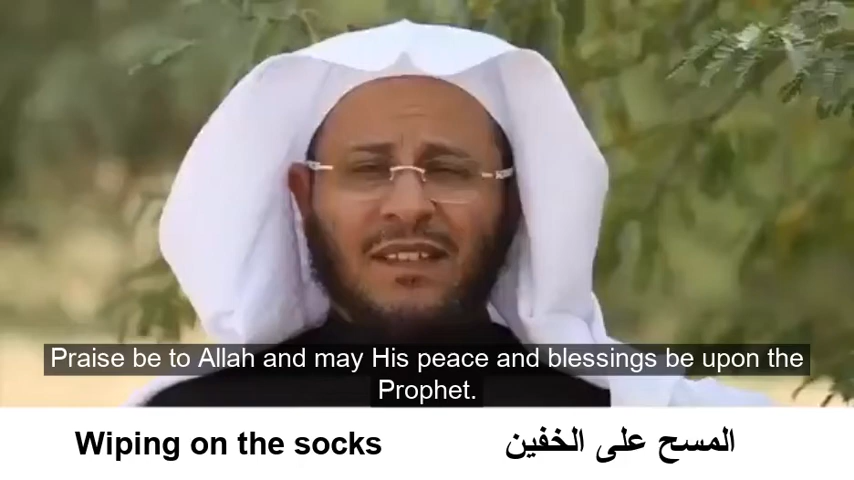 Praise be to Allah and may His peace and blessings be upon the
Prophet.
Wiping on the socks
المسح على الخفين